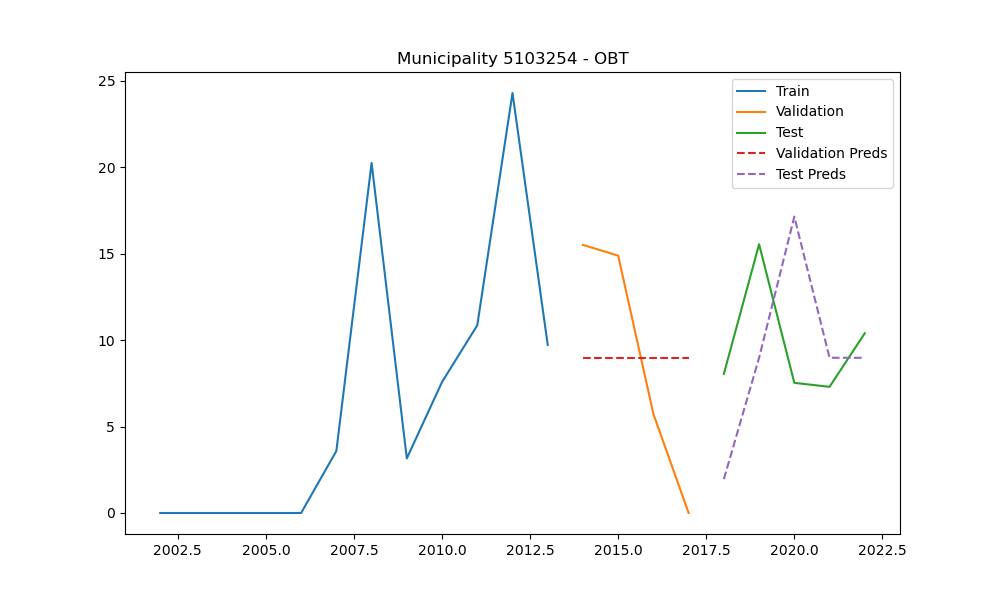 Municipality 5103254 - OBT
25
20
15
10
5
0
Train
Validation
Test
Validation Preds
Test Preds
2002.5 2005.0 2007.5 2010.0 2012.5 2015.0 2017.5 2020.0 2022.5